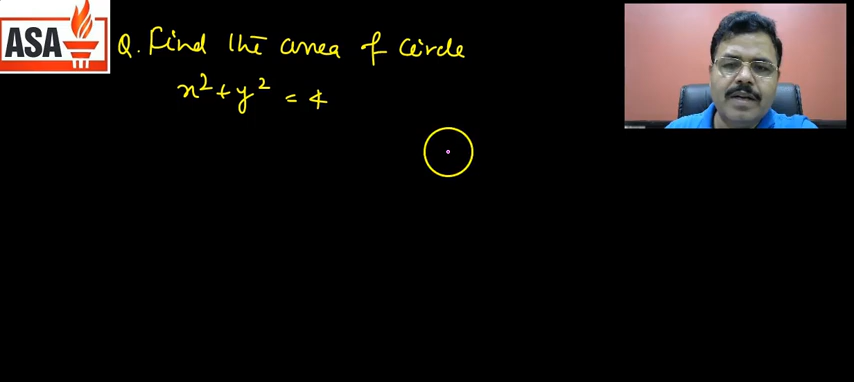 ASA
Q. Find the area of circle
x² + y² = 4